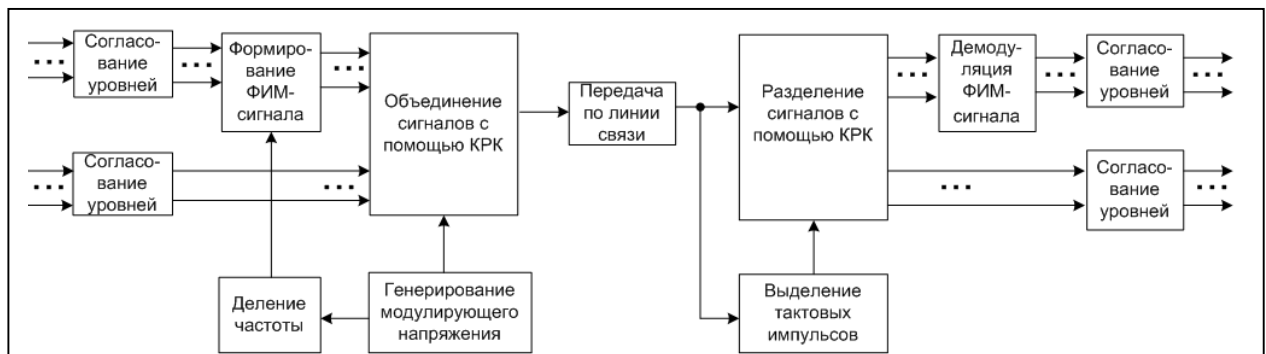 Согласо-
вание
уровней
Формиро-
рование
ФИМ-
сигнала
Объединение
сигналов с
помощью КРК
Передача
по линии
связи
Разделение
сигналов с
помощью КРК
Демоду-
ляция
ФИМ-
сигнала
Согласо-
вание
уровней
Согласо-
вание
уровней
Согласо-
вание
уровней
Деление
частоты
Генерирование
модулирующего
напряжения
Выделение
тактовых
импульсов